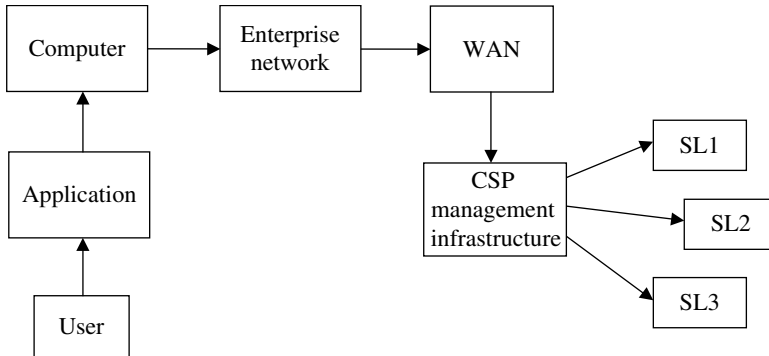 Computer
Enterprise
network
WAN
Application
User
CSP
management
infrastructure
SL1
SL2
SL3